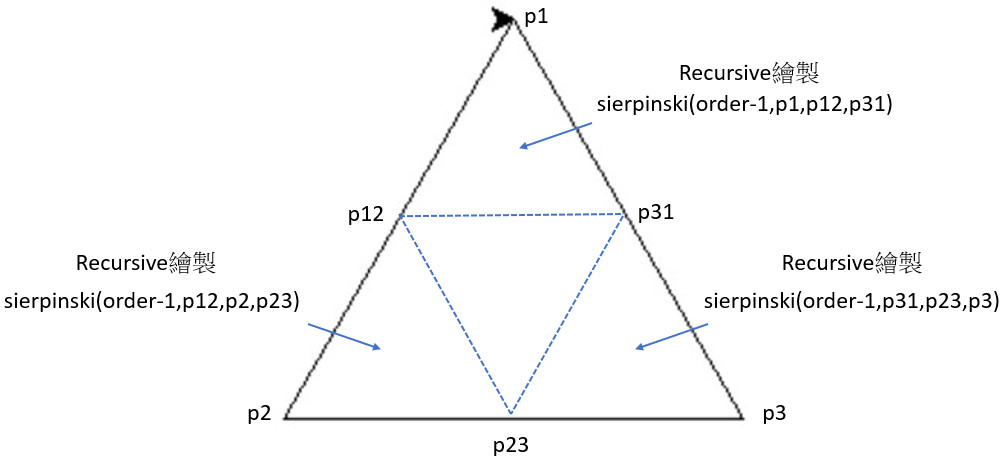 p1
Recursive繪製
sierpinski(order-1,p1,p12,p31)
p12
p31
Recursive繪製
sierpinski(order-1,p12,p2,p23)
Recursive繪製
sierpinski(order-1,p31,p23,p3)
p2
p3
p23